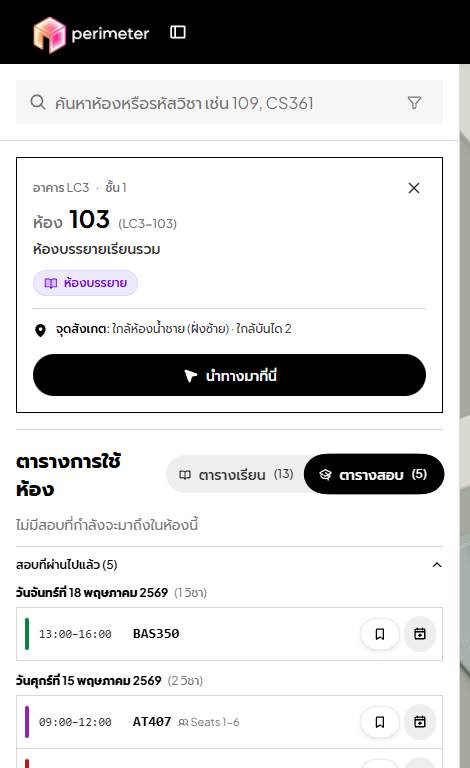 perimeter
ค้นหาห้องหรือรหัสวิชา เช่น 109, CS361
อาคาร LC3 · ชั้น 1
ห้อง 103 (LC3-103)
ห้องบรรยายเรียนรวม
ห้องบรรยาย
จุดสังเกต: ใกล้ห้องน้ำชาย (ฝั่งซ้าย) · ใกล้บันได 2
นำทางมาที่นี่
ตารางการใช้
ห้อง
ตารางเรียน (13)
ตารางสอบ (5)
ไม่มีสอบที่กำลังจะมาถึงในห้องนี้
สอบที่ผ่านไปแล้ว (5)
วันจันทร์ที่ 18 พฤษภาคม 2569 (1 วิชา)
13:00-16:00 BAS350
วันศุกร์ที่ 15 พฤษภาคม 2569 (2 วิชา)
09:00-12:00 AT407 Seats 1-6